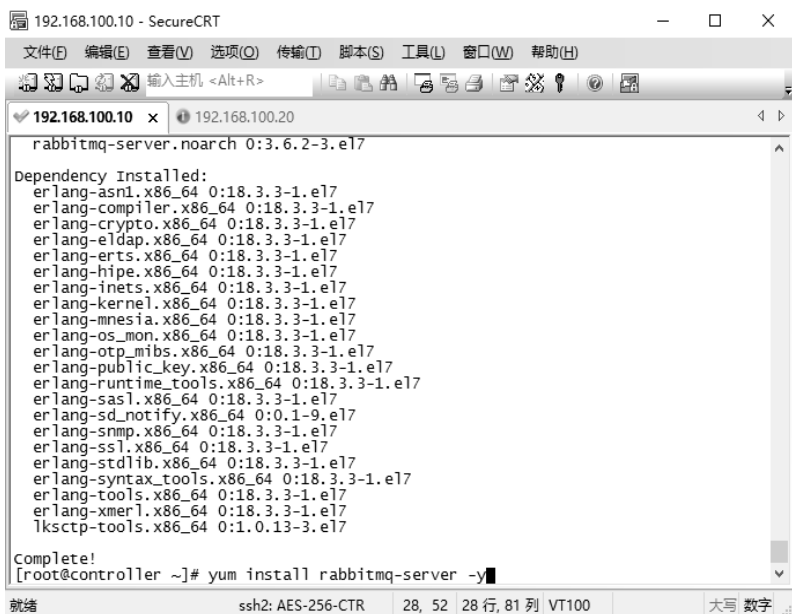 192.168.100.10 - SecureCRT
文件(F) 编辑(E) 查看(V) 选项(O) 传输(T) 脚本(S) 工具(L) 窗口(W) 帮助(H)
输入主机 <Alt+R>
192.168.100.10 x 192.168.100.20
rabbitmq-server.noarch 0:3.6.2-3.el7
Dependency Installed:
erlang-asn1.x86_64 0:18.3.3-1.el7
erlang-compiler.x86_64 0:18.3.3-1.el7
erlang-crypto.x86_64 0:18.3.3-1.el7
erlang-eldap.x86_64 0:18.3.3-1.el7
erlang-erts.x86_64 0:18.3.3-1.el7
erlang-hipe.x86_64 0:18.3.3-1.el7
erlang-inets.x86_64 0:18.3.3-1.el7
erlang-kernel.x86_64 0:18.3.3-1.el7
erlang-mnesia.x86_64 0:18.3.3-1.el7
erlang-os_mon.x86_64 0:18.3.3-1.el7
erlang-otp_mibs.x86_64 0:18.3.3-1.el7
erlang-public_key.x86_64 0:18.3.3-1.el7
erlang-runtime_tools.x86_64 0:18.3.3-1.el7
erlang-sasl.x86_64 0:18.3.3-1.el7
erlang-sd_notify.x86_64 0:0.1-9.el7
erlang-snmp.x86_64 0:18.3.3-1.el7
erlang-ssl.x86_64 0:18.3.3-1.el7
erlang-stdlib.x86_64 0:18.3.3-1.el7
erlang-syntax_tools.x86_64 0:18.3.3-1.el7
erlang-tools.x86_64 0:18.3.3-1.el7
erlang-xmerl.x86_64 0:18.3.3-1.el7
lksctp-tools.x86_64 0:1.0.13-3.el7
Complete!
[root@controller ~]# yum install rabbitmq-server -y
就绪 ssh2: AES-256-CTR 28, 52 28 行, 81 列 VT100 大写 数字